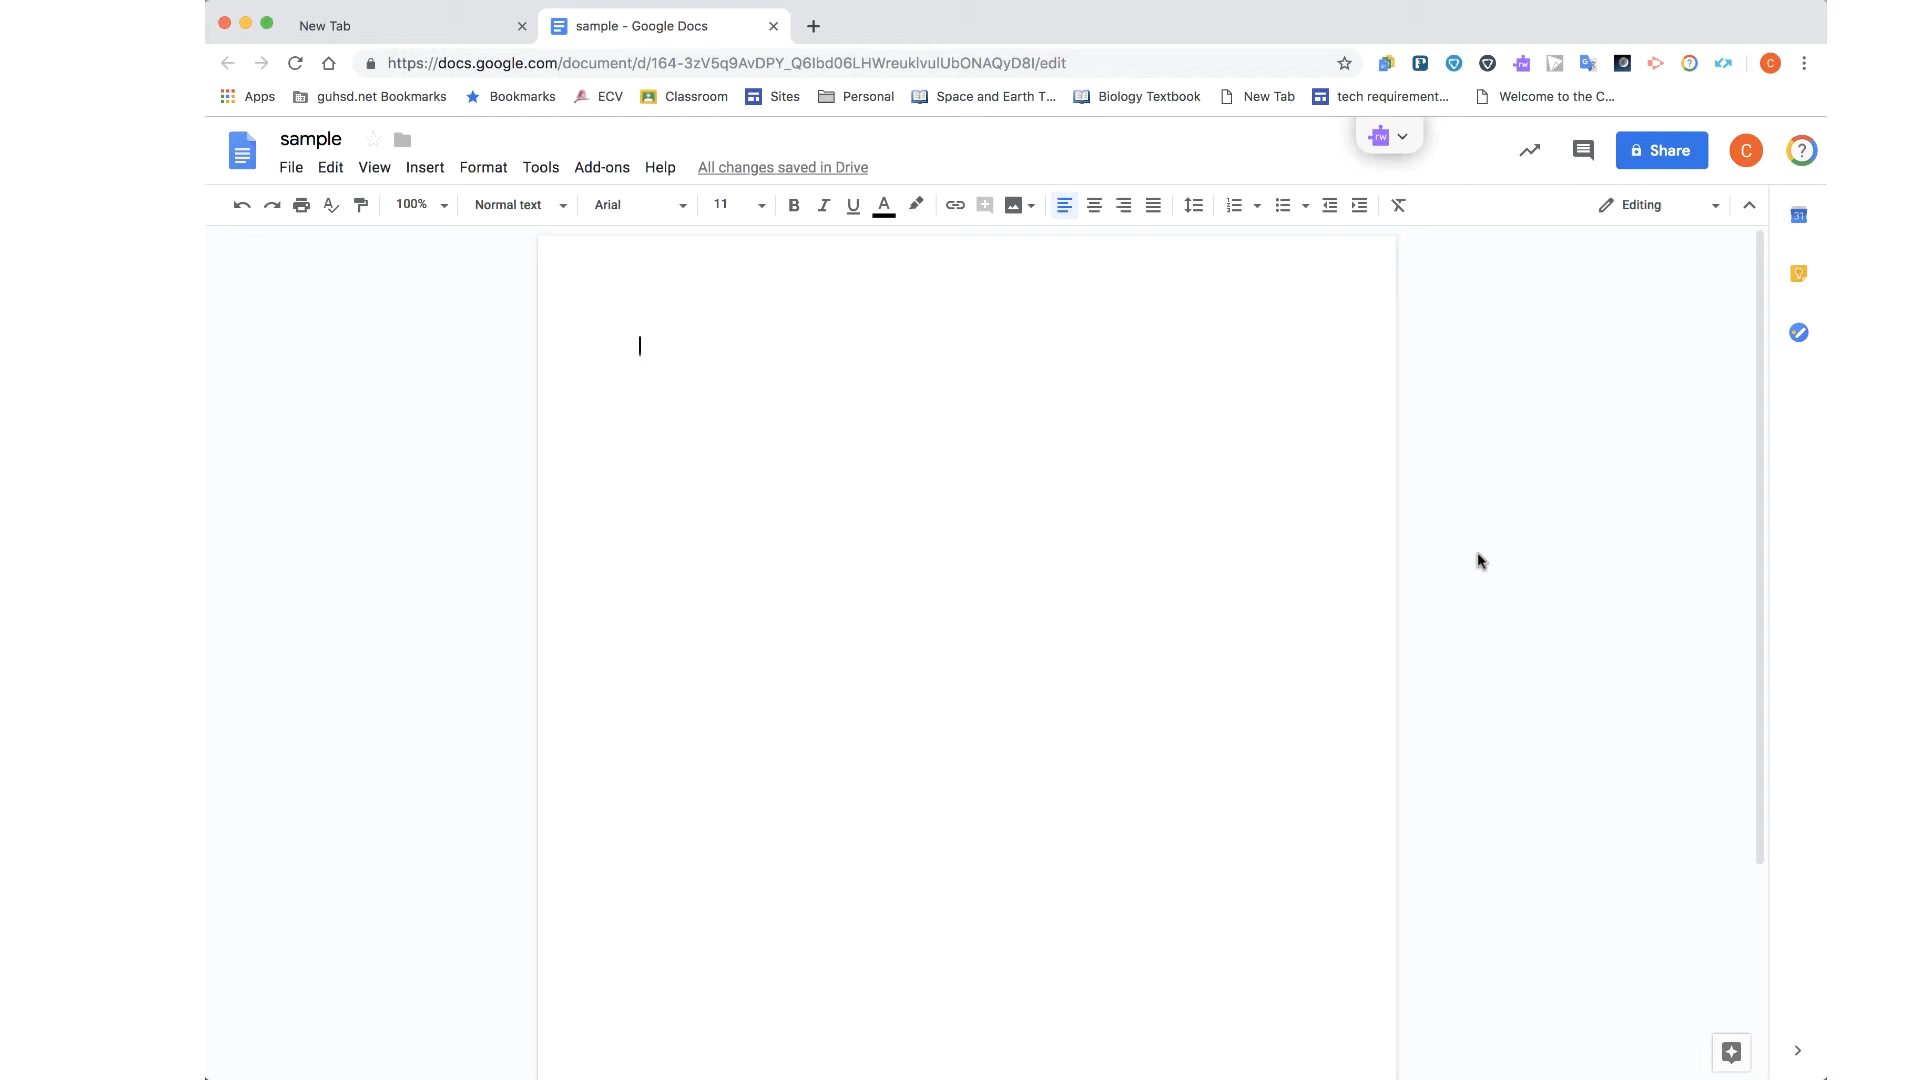 New Tab
sample - Google Docs
https://docs.google.com/document/d/164-3zV5q9AvDPY_Q6Ibd06LHWreuklvulUbONAQyD8I/edit
C
Apps
guhsd.net Bookmarks
Bookmarks
ECV
Classroom
Sites
Personal
Space and Earth T...
Biology Textbook
New Tab
tech requirement...
Welcome to the C...
sample
rw
Share
C
?
File Edit View Insert Format Tools Add-ons Help All changes saved in Drive
100% Normal text Arial 11 B I U A Editing
31